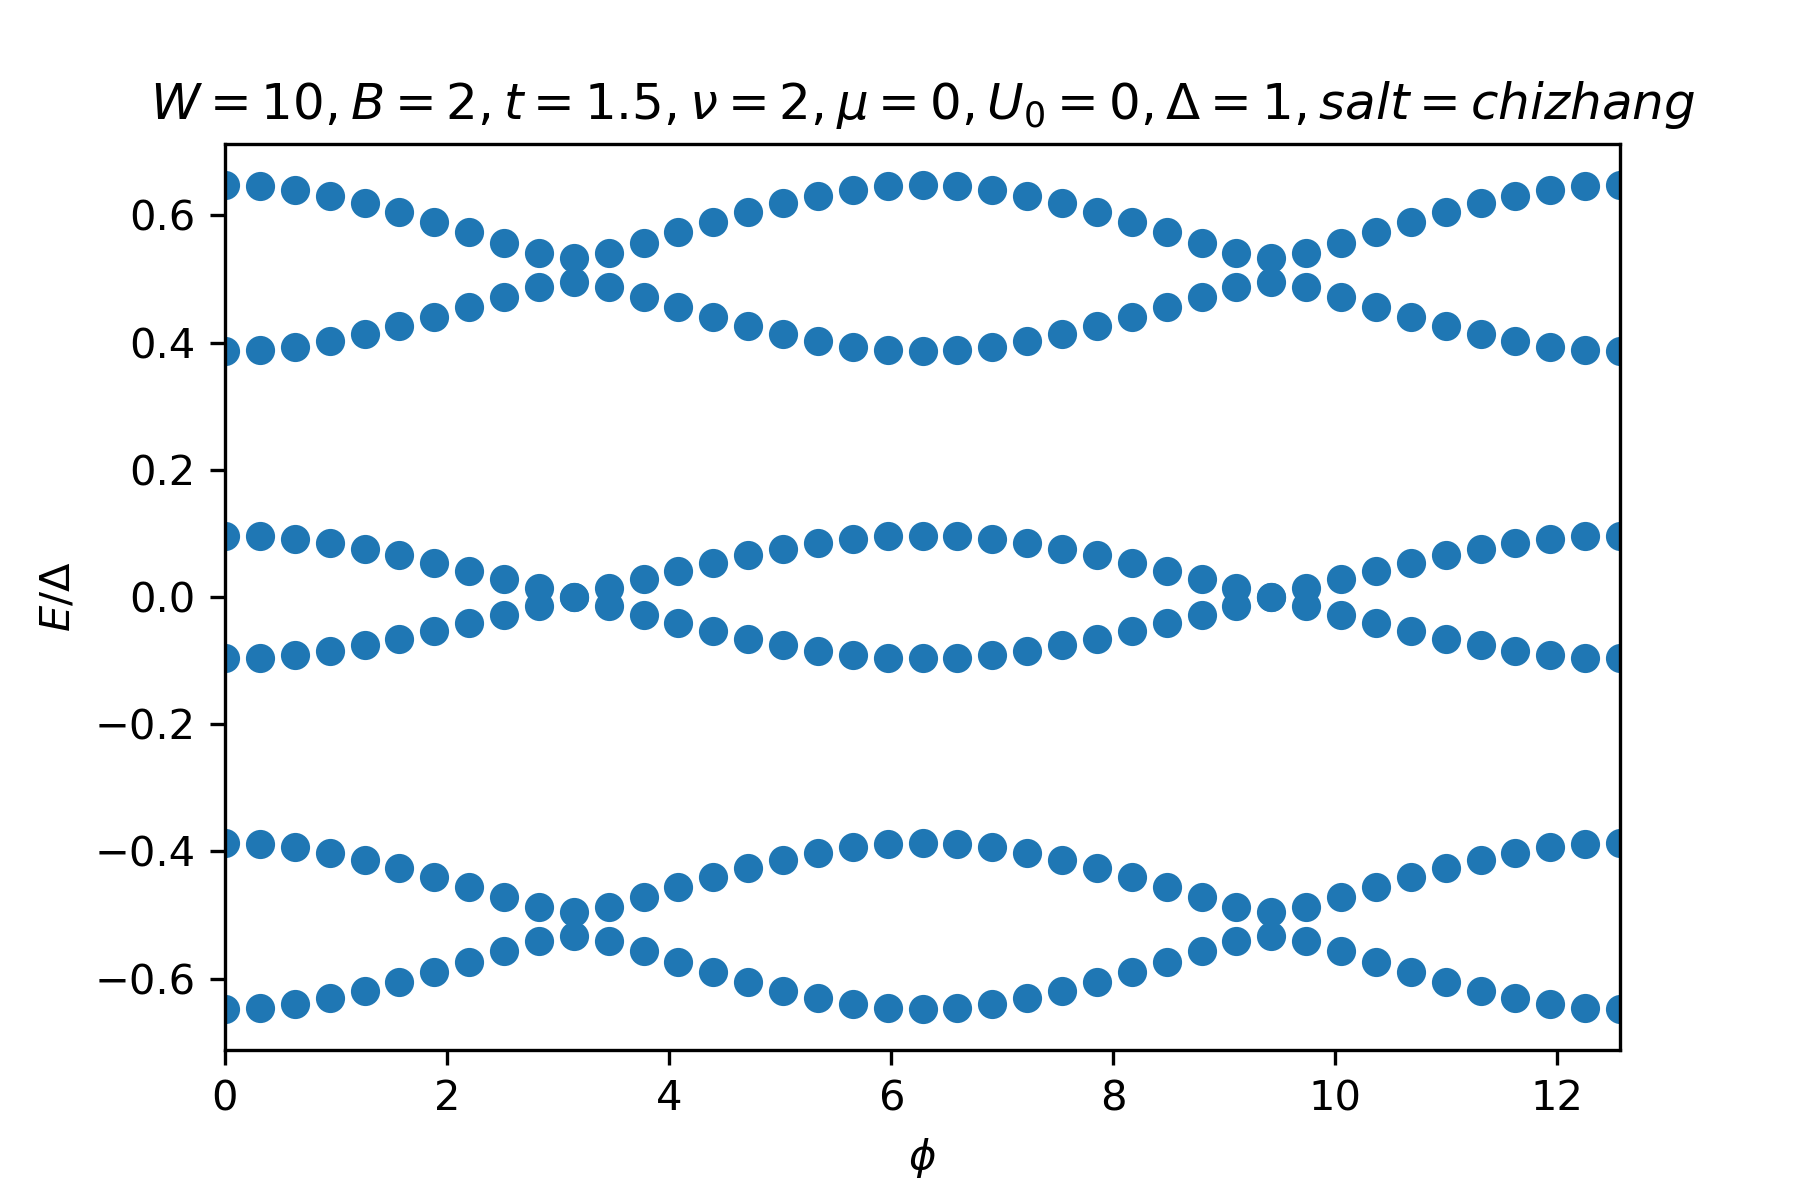 W = 10, B = 2, t = 1.5, ν = 2, μ = 0, U₀ = 0, Δ = 1, salt = chizhang
0.6
0.4
0.2
0.0
−0.2
−0.4
−0.6
E/Δ
0 2 4 6 8 10 12
ϕ